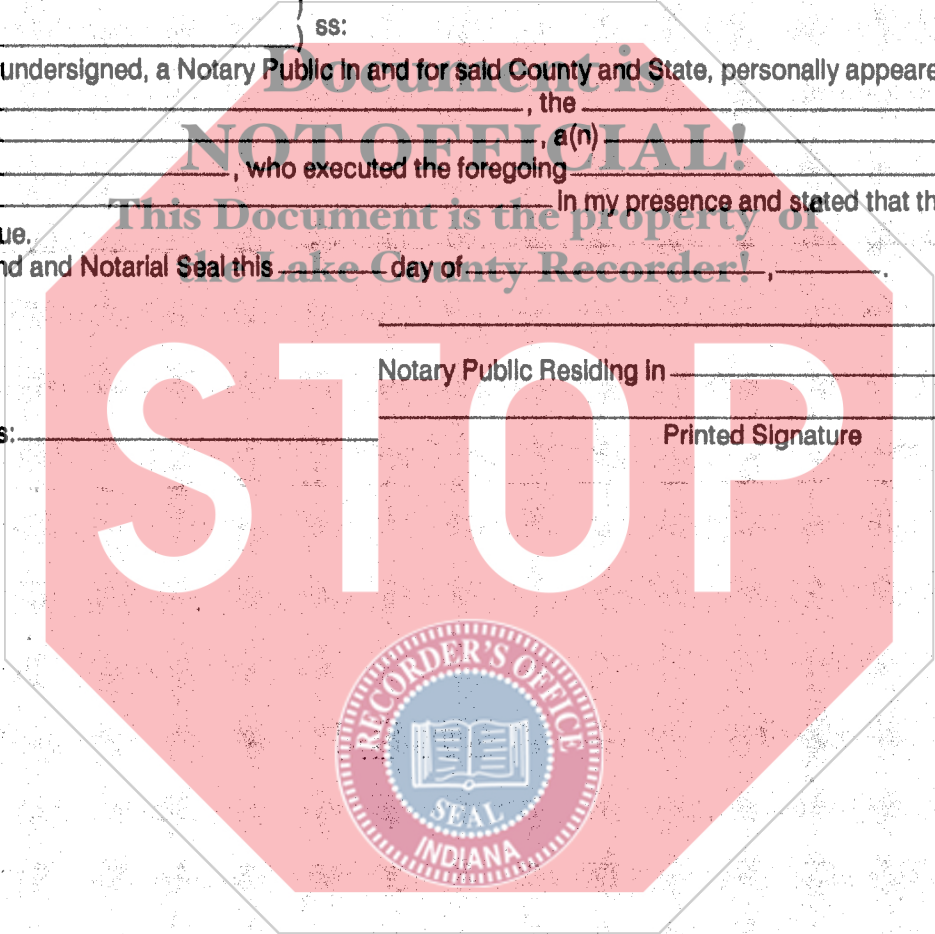 ss:
undersigned, a Notary Public in and for said County and State, personally appeare
, the
, a(n)
, who executed the foregoing
in my presence and stated that th
ue.
nd and Notarial Seal this day of , .
Notary Public Residing in
s:
Printed Signature
Document is
NOT OFFICIAL!
This Document is the property of
the Lake County Recorder!
STOP
RECORDER'S OFFICE
SEAL
INDIANA